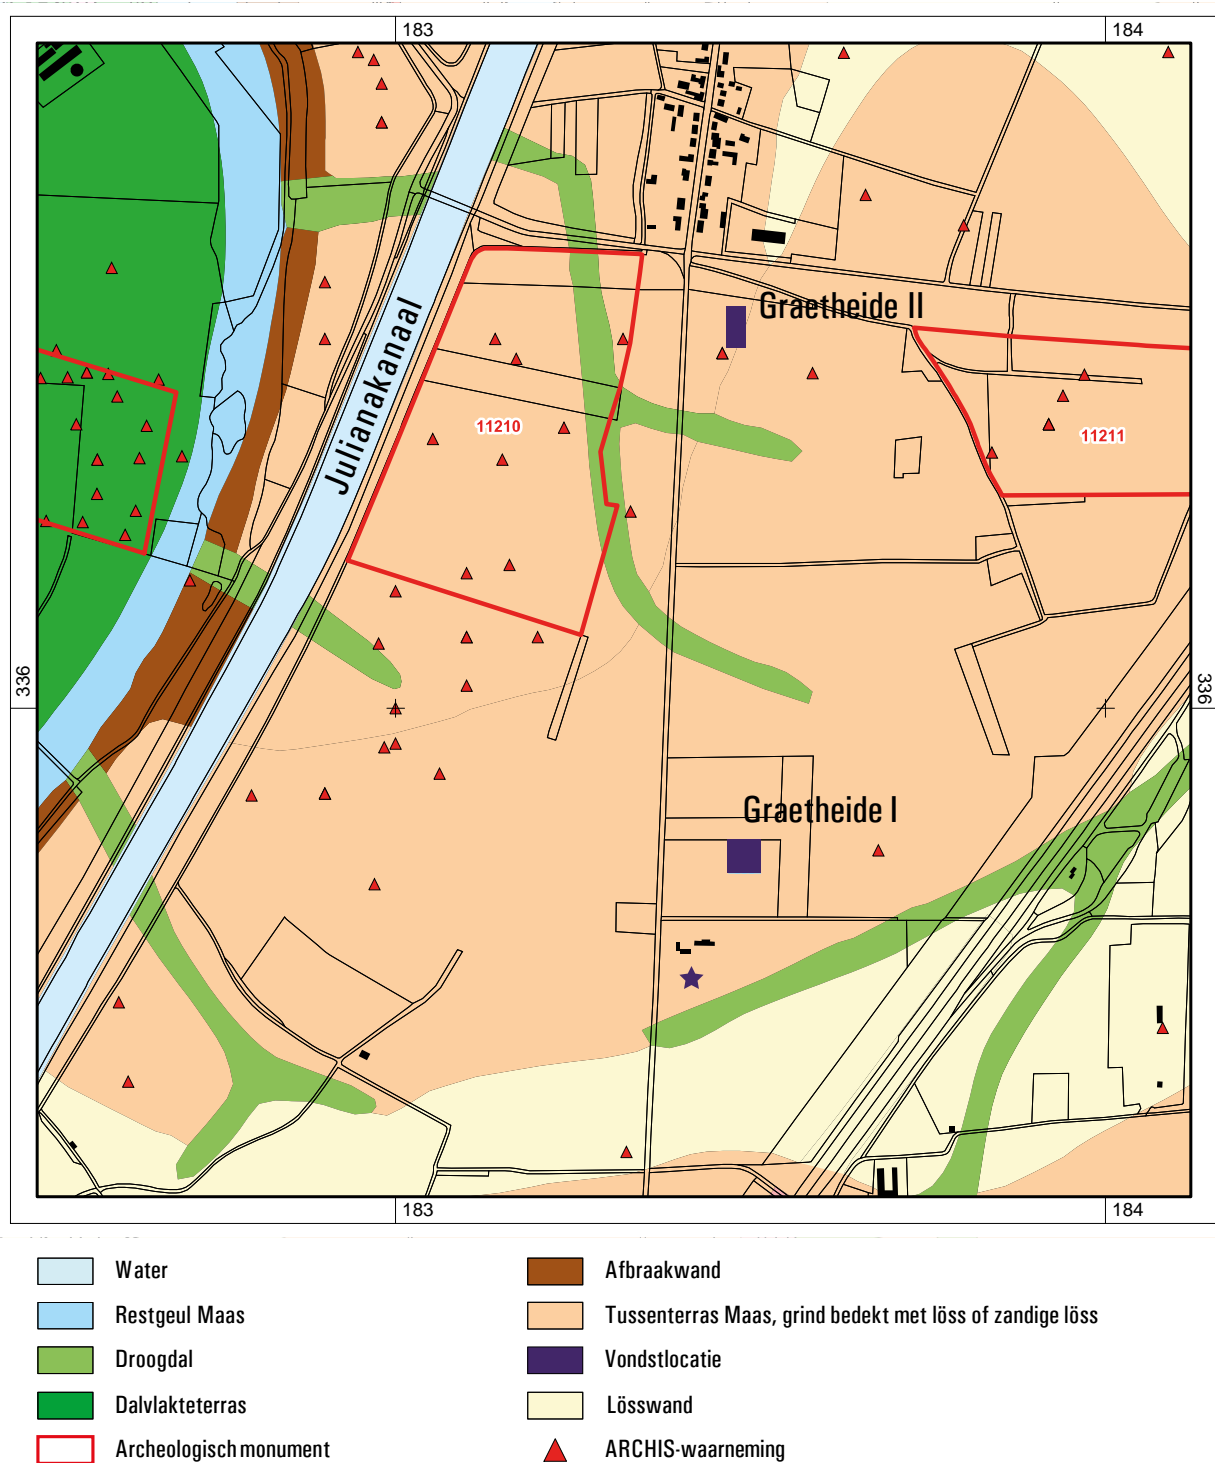 183
184
Graetheide II
Julianakanaal
11210
11211
336
336
Graetheide I
183
184
Water
Afbraakwand
Restgeul Maas
Tussenterras Maas, grind bedekt met löss of zandige löss
Droogdal
Vondstlocatie
Dalvlakteterras
Lösswand
Archeologisch monument
ARCHIS-waarneming